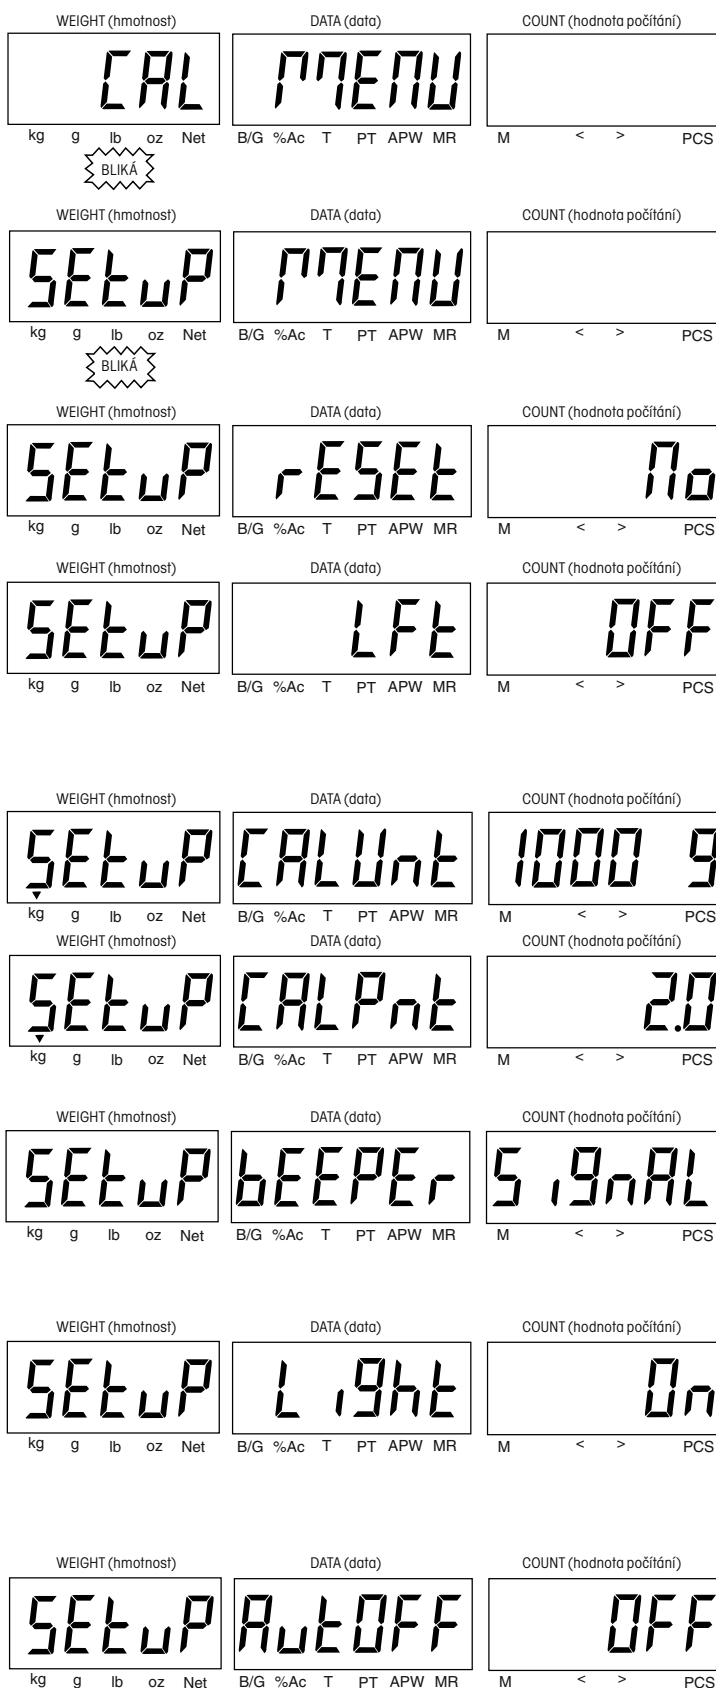 WEIGHT (hmotnost) DATA (data) COUNT (hodnota počítání)
CAL MENU
kg g lb oz Net B/G %Ac T PT APW MR M < > PCS
BLIKÁ
WEIGHT (hmotnost) DATA (data) COUNT (hodnota počítání)
SEtuP MENU
kg g lb oz Net B/G %Ac T PT APW MR M < > PCS
BLIKÁ
WEIGHT (hmotnost) DATA (data) COUNT (hodnota počítání)
SEtuP rESEt No
kg g lb oz Net B/G %Ac T PT APW MR M < > PCS
WEIGHT (hmotnost) DATA (data) COUNT (hodnota počítání)
SEtuP LFt OFF
kg g lb oz Net B/G %Ac T PT APW MR M < > PCS
WEIGHT (hmotnost) DATA (data) COUNT (hodnota počítání)
SEtuP CALUnt 1000 g
kg g lb oz Net B/G %Ac T PT APW MR M < > PCS
WEIGHT (hmotnost) DATA (data) COUNT (hodnota počítání)
SEtuP CALPnt 2.0
kg g lb oz Net B/G %Ac T PT APW MR M < > PCS
WEIGHT (hmotnost) DATA (data) COUNT (hodnota počítání)
SEtuP bEEPEr SignAL
kg g lb oz Net B/G %Ac T PT APW MR M < > PCS
WEIGHT (hmotnost) DATA (data) COUNT (hodnota počítání)
SEtuP Light On
kg g lb oz Net B/G %Ac T PT APW MR M < > PCS
WEIGHT (hmotnost) DATA (data) COUNT (hodnota počítání)
SEtuP AutOFF OFF
kg g lb oz Net B/G %Ac T PT APW MR M < > PCS